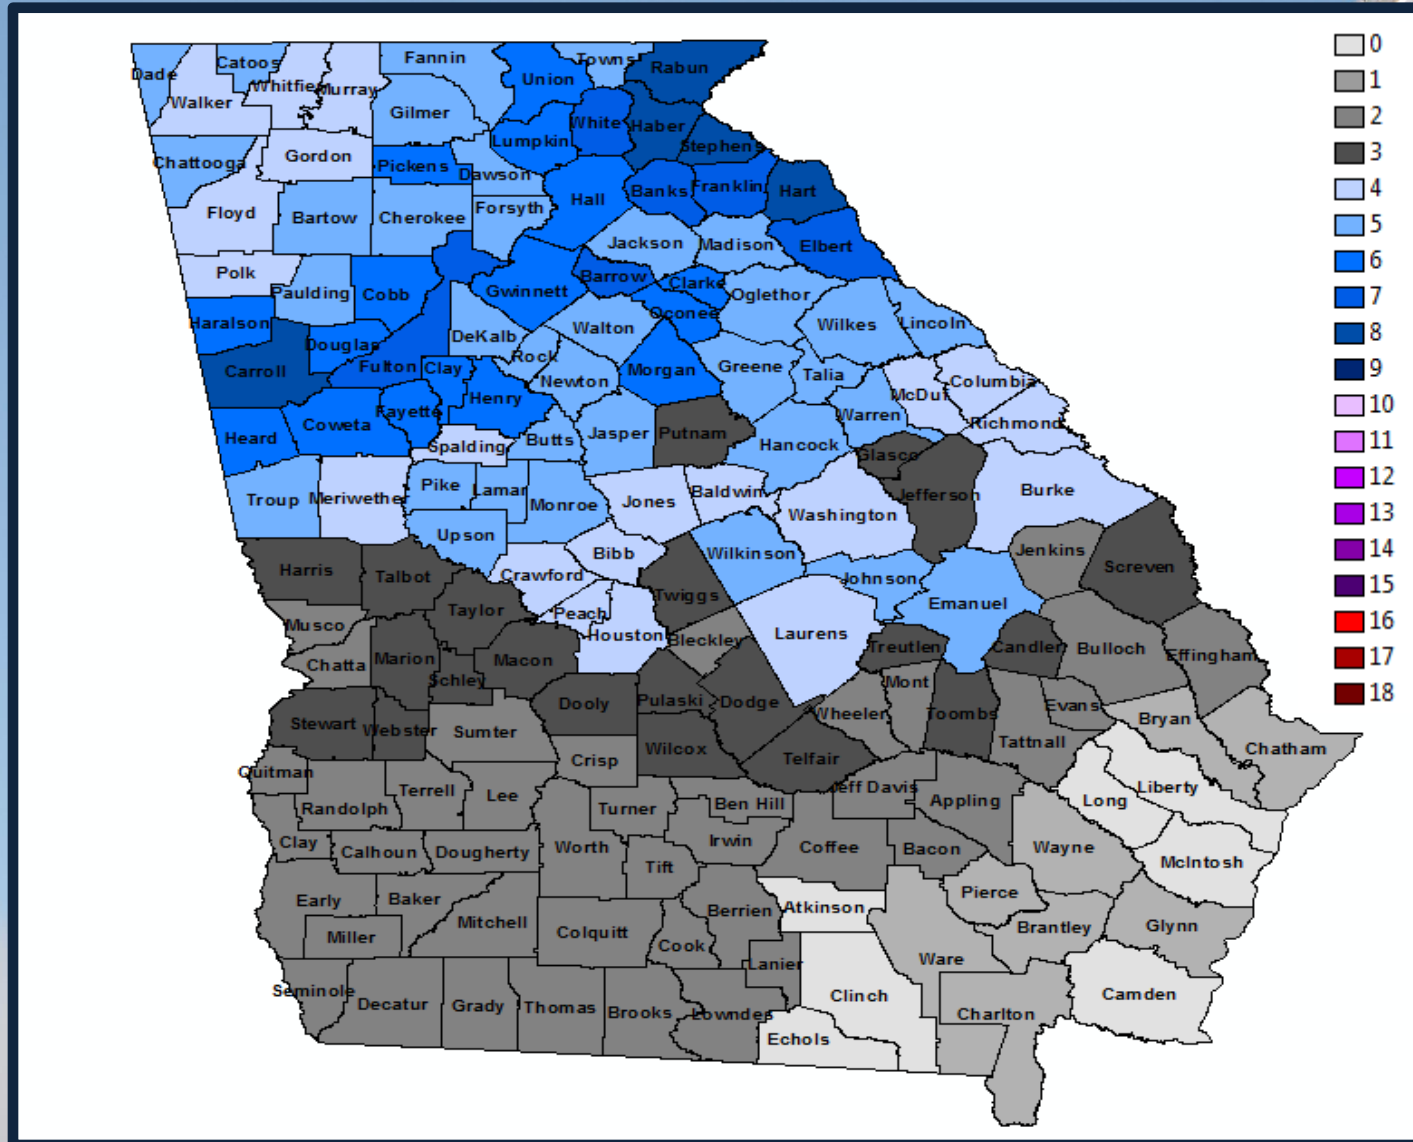 Dade
Catoos
Fannin
Union
Towns
Rabun
Walker
Whitfie
Murray
Gilmer
White
Haber
Lumpkin
Stephens
Chattooga
Gordon
Pickens
Dawson
Hall
Banks
Franklin
Hart
Floyd
Bartow
Cherokee
Forsyth
Jackson
Madison
Elbert
Polk
Paulding
Cobb
Gwinnett
Barrow
Clarke
Oconee
Oglethor
Haralson
Douglas
DeKalb
Walton
Wilkes
Lincoln
Carroll
Fulton
Clay
Rock
Newton
Morgan
Greene
Talia
Henry
McDuf
Columbia
Heard
Coweta
Fayette
Spalding
Butts
Jasper
Putnam
Hancock
Warren
Richmond
Glasco
Troup
Meriwether
Pike
Lamar
Monroe
Jones
Baldwin
Washington
Jefferson
Burke
Upson
Bibb
Wilkinson
Johnson
Jenkins
Screven
Harris
Talbot
Crawford
Twiggs
Emanuel
Taylor
Peach
Houston
Bleckley
Laurens
Treutlen
Candler
Bulloch
Effingham
Musco
Chatta
Marion
Macon
Schley
Dooly
Pulaski
Dodge
Wheeler
Mont
Toombs
Evans
Tattnall
Bryan
Chatham
Stewart
Webster
Sumter
Crisp
Wilcox
Telfair
Quitman
Randolph
Terrell
Lee
Turner
Ben Hill
Jeff Davis
Appling
Long
Liberty
Clay
Calhoun
Dougherty
Worth
Tift
Irwin
Coffee
Bacon
Wayne
McIntosh
Early
Baker
Miller
Mitchell
Colquitt
Cook
Berrien
Atkinson
Pierce
Brantley
Glynn
Lanier
Ware
Seminole
Decatur
Grady
Thomas
Brooks
Lowndes
Clinch
Echols
Charlton
Camden
0
1
2
3
4
5
6
7
8
9
10
11
12
13
14
15
16
17
18